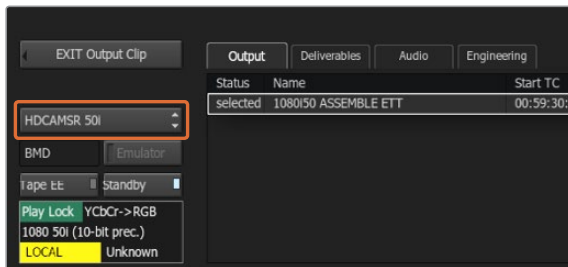 EXIT Output Clip
Output Deliverables Audio Engineering
Status Name Start TC
selected 1080i50 ASSEMBLE ETT 00:59:30:
HDCAMSR 50i
BMD Emulator
Tape EE Standby
Play Lock YCbCr->RGB
1080 50i (10-bit prec.)
LOCAL Unknown